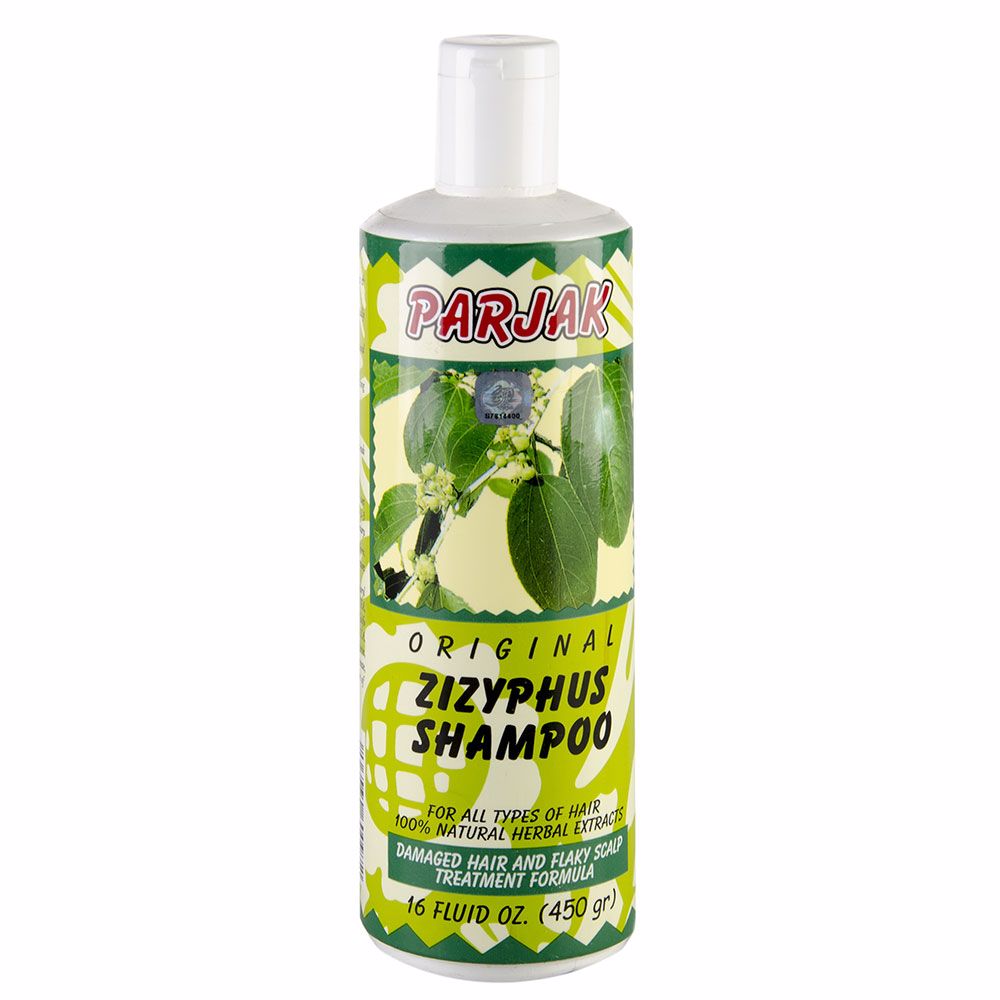 PARJAK
ORIGINAL
ZIZYPHUS
SHAMPOO
FOR ALL TYPES OF HAIR
100% NATURAL HERBAL EXTRACTS
DAMAGED HAIR AND FLAKY SCALP
TREATMENT FORMULA
16 FLUID OZ. (450 gr)